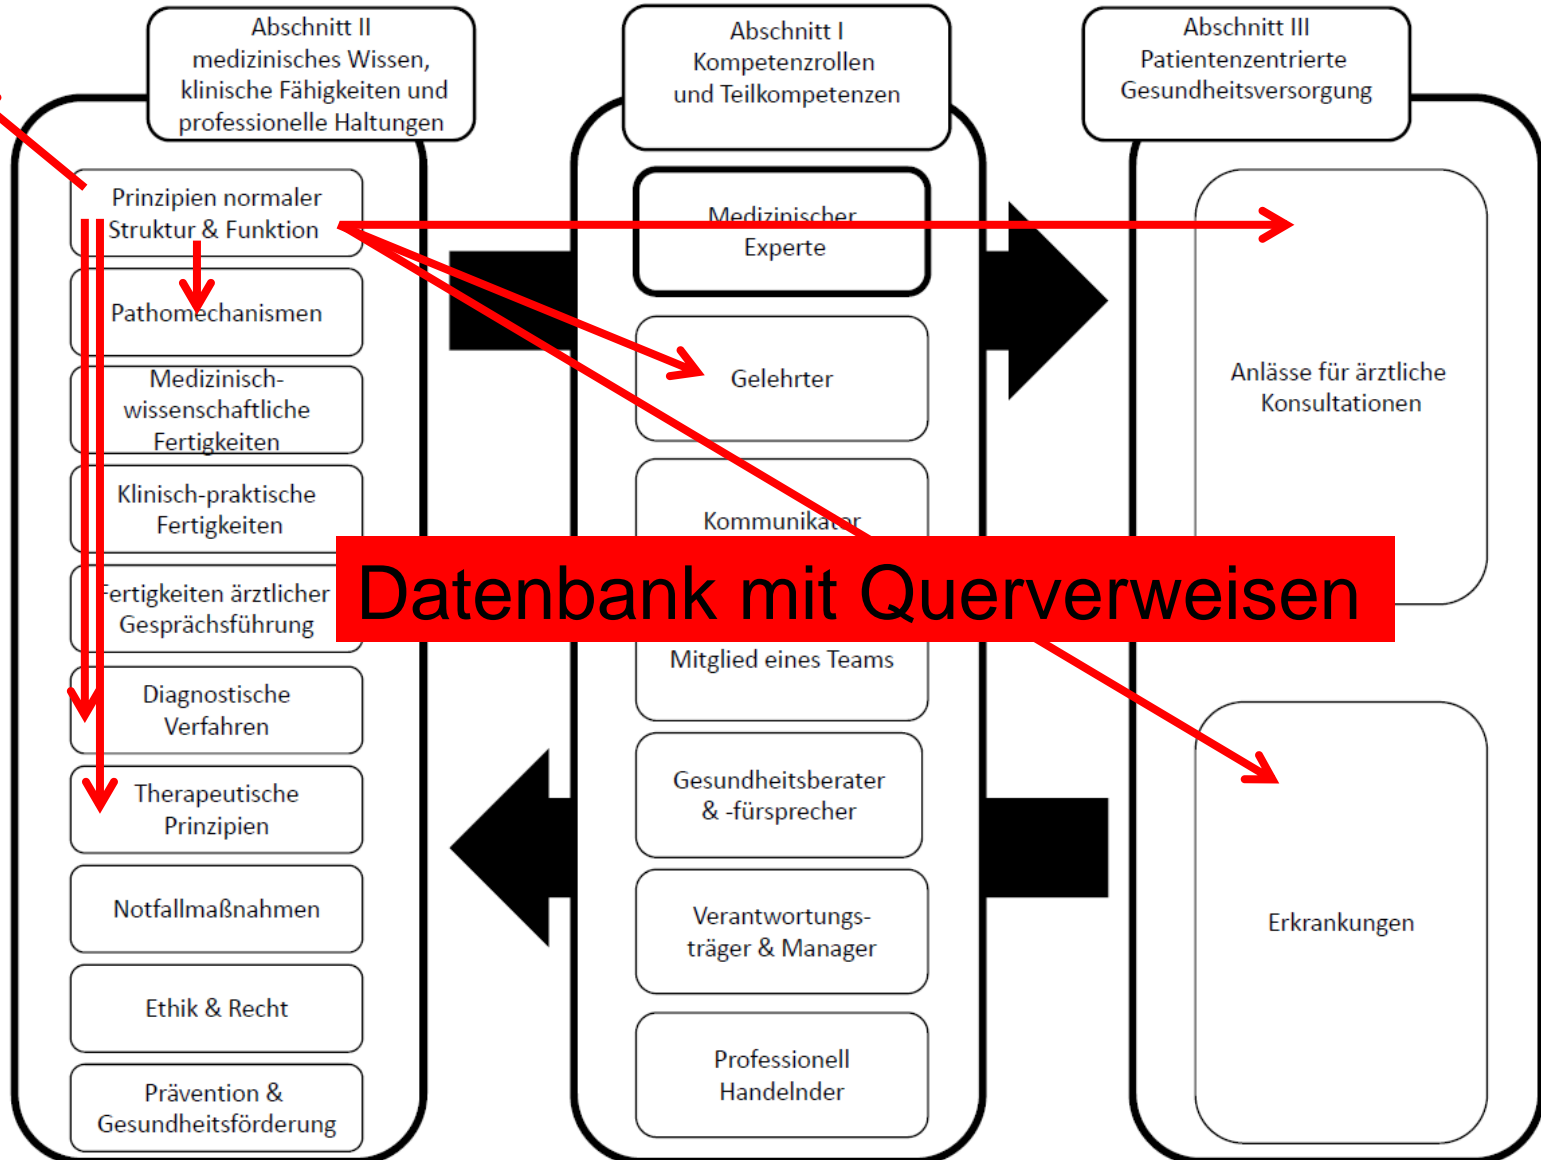 Abschnitt II
medizinisches Wissen,
klinische Fähigkeiten und
professionelle Haltungen
Prinzipien normaler
Struktur & Funktion
Pathomechanismen
Medizinisch-
wissenschaftliche
Fertigkeiten
Klinisch-praktische
Fertigkeiten
Fertigkeiten ärztlicher
Gesprächsführung
Diagnostische
Verfahren
Therapeutische
Prinzipien
Notfallmaßnahmen
Ethik & Recht
Prävention &
Gesundheitsförderung
Abschnitt I
Kompetenzrollen
und Teilkompetenzen
Medizinischer
Experte
Gelehrter
Kommunikator
Datenbank mit Querverweisen
Mitglied eines Teams
Gesundheitsberater
& -fürsprecher
Verantwortungs-
träger & Manager
Professionell
Handelnder
Abschnitt III
Patientenzentrierte
Gesundheitsversorgung
Anlässe für ärztliche
Konsultationen
Erkrankungen